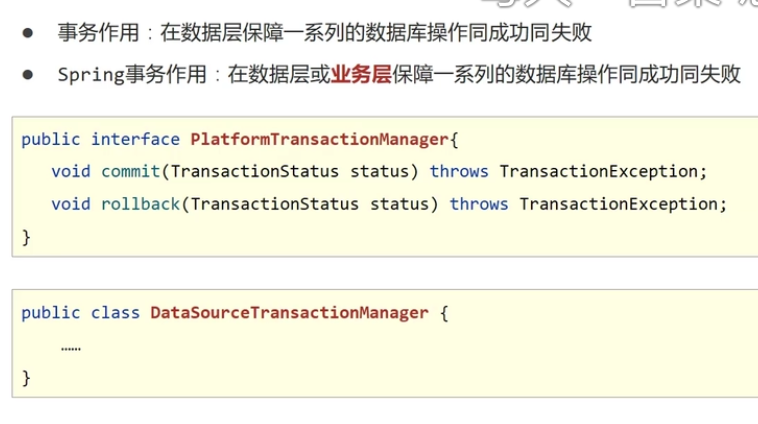 ● 事务作用：在数据层保障一系列的数据库操作同成功同失败
● Spring事务作用：在数据层或业务层保障一系列的数据库操作同成功同失败
public interface PlatformTransactionManager{
void commit(TransactionStatus status) throws TransactionException;
void rollback(TransactionStatus status) throws TransactionException;
}
public class DataSourceTransactionManager {
……
}